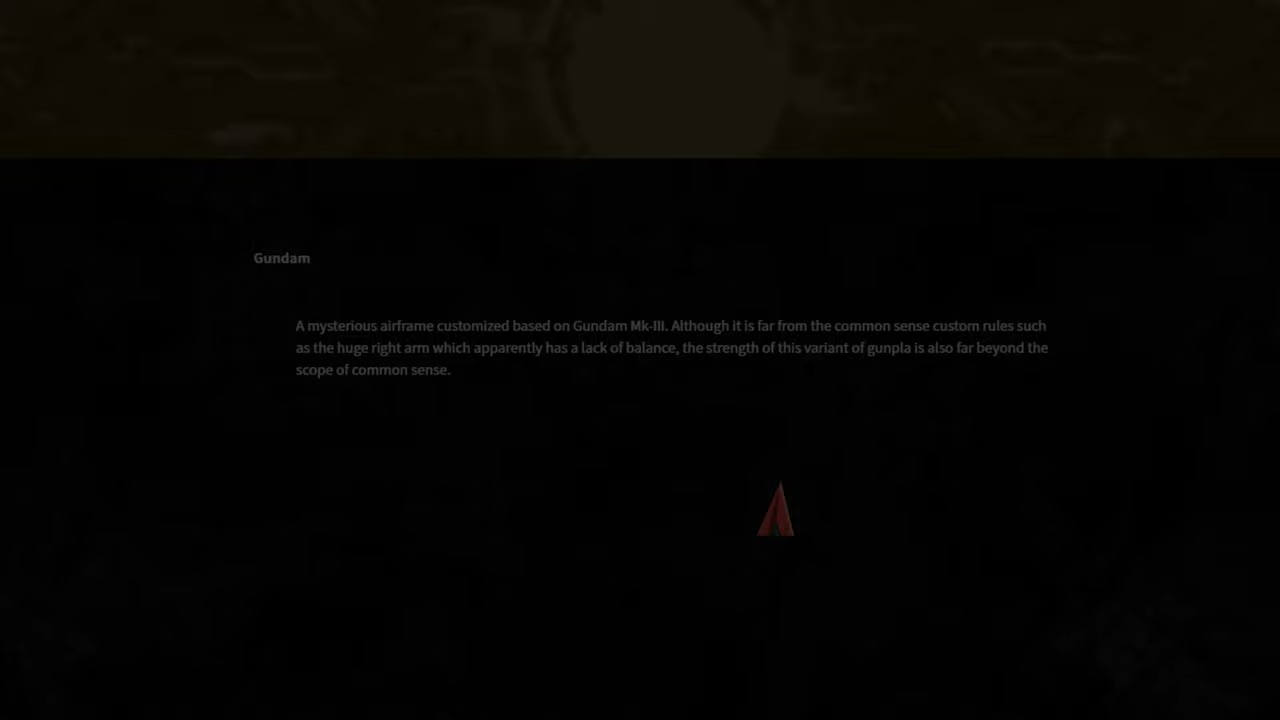 Gundam
A mysterious airframe customized based on Gundam Mk-III. Although it is far from the common sense custom rules such
as the huge right arm which apparently has a lack of balance, the strength of this variant of gunpla is also far beyond the
scope of common sense.